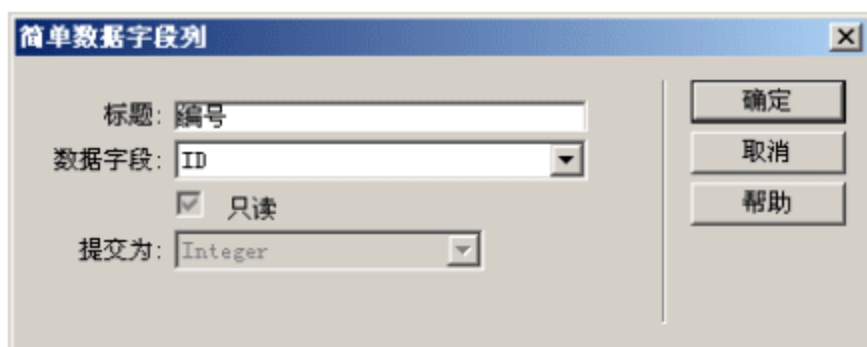 简单数据字段列
标题: 编号
数据字段: ID
只读
提交为: Integer
确定
取消
帮助